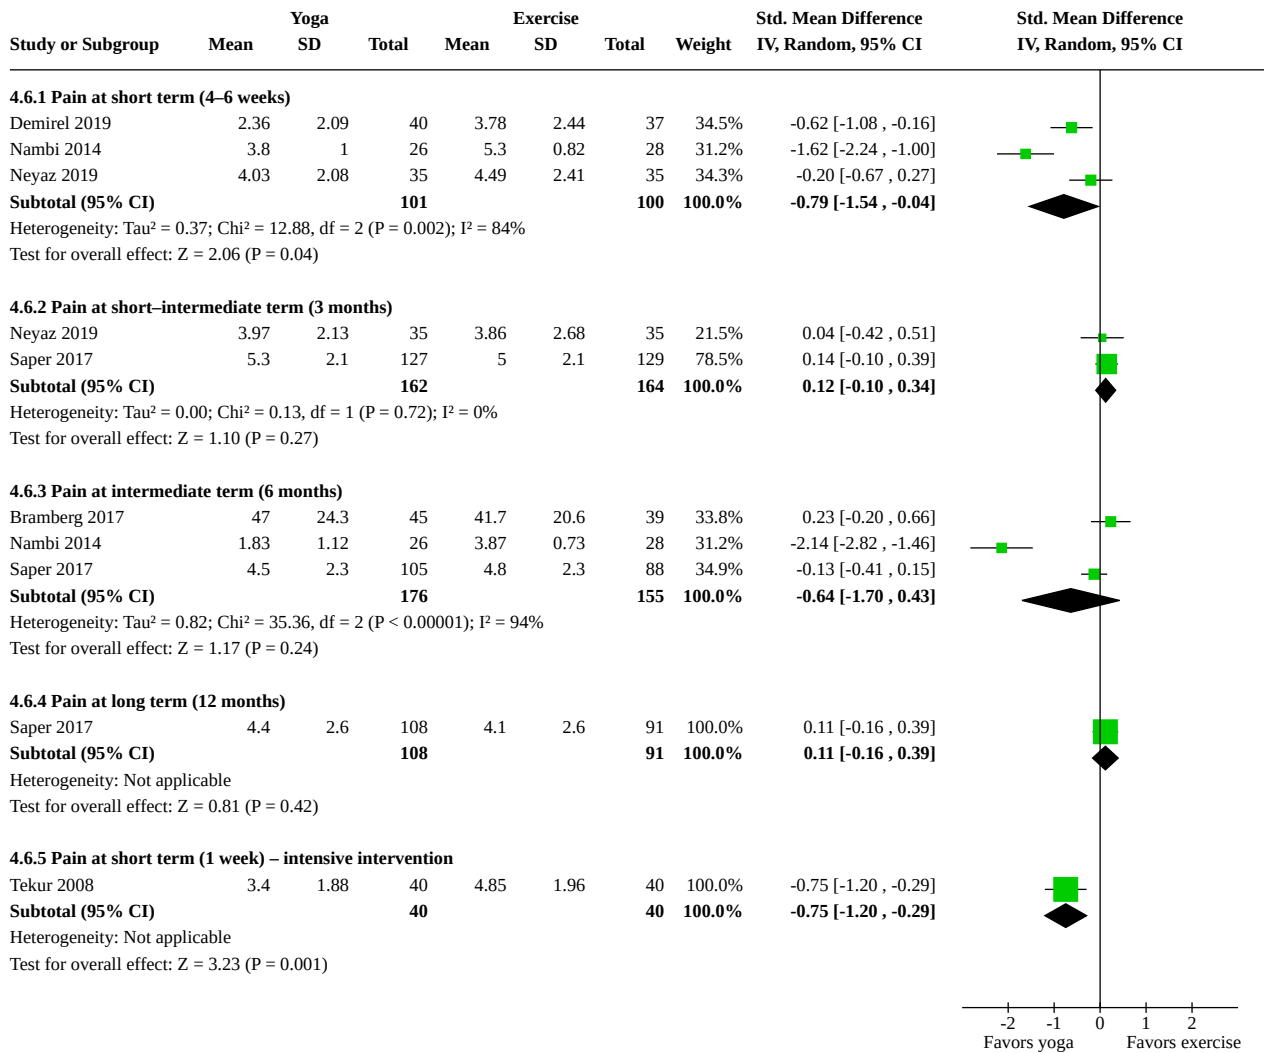 Yoga Exercise Std. Mean Difference Std. Mean Difference
Study or Subgroup Mean SD Total Mean SD Total Weight IV, Random, 95% CI IV, Random, 95% CI
4.6.1 Pain at short term (4–6 weeks)
Demirel 2019 2.36 2.09 40 3.78 2.44 37 34.5% -0.62 [-1.08 , -0.16]
Nambi 2014 3.8 1 26 5.3 0.82 28 31.2% -1.62 [-2.24 , -1.00]
Neyaz 2019 4.03 2.08 35 4.49 2.41 35 34.3% -0.20 [-0.67 , 0.27]
Subtotal (95% CI) 101 100 100.0% -0.79 [-1.54 , -0.04]
Heterogeneity: Tau² = 0.37; Chi² = 12.88, df = 2 (P = 0.002); I² = 84%
Test for overall effect: Z = 2.06 (P = 0.04)
4.6.2 Pain at short–intermediate term (3 months)
Neyaz 2019 3.97 2.13 35 3.86 2.68 35 21.5% 0.04 [-0.42 , 0.51]
Saper 2017 5.3 2.1 127 5 2.1 129 78.5% 0.14 [-0.10 , 0.39]
Subtotal (95% CI) 162 164 100.0% 0.12 [-0.10 , 0.34]
Heterogeneity: Tau² = 0.00; Chi² = 0.13, df = 1 (P = 0.72); I² = 0%
Test for overall effect: Z = 1.10 (P = 0.27)
4.6.3 Pain at intermediate term (6 months)
Bramberg 2017 47 24.3 45 41.7 20.6 39 33.8% 0.23 [-0.20 , 0.66]
Nambi 2014 1.83 1.12 26 3.87 0.73 28 31.2% -2.14 [-2.82 , -1.46]
Saper 2017 4.5 2.3 105 4.8 2.3 88 34.9% -0.13 [-0.41 , 0.15]
Subtotal (95% CI) 176 155 100.0% -0.64 [-1.70 , 0.43]
Heterogeneity: Tau² = 0.82; Chi² = 35.36, df = 2 (P < 0.00001); I² = 94%
Test for overall effect: Z = 1.17 (P = 0.24)
4.6.4 Pain at long term (12 months)
Saper 2017 4.4 2.6 108 4.1 2.6 91 100.0% 0.11 [-0.16 , 0.39]
Subtotal (95% CI) 108 91 100.0% 0.11 [-0.16 , 0.39]
Heterogeneity: Not applicable
Test for overall effect: Z = 0.81 (P = 0.42)
4.6.5 Pain at short term (1 week) – intensive intervention
Tekur 2008 3.4 1.88 40 4.85 1.96 40 100.0% -0.75 [-1.20 , -0.29]
Subtotal (95% CI) 40 40 100.0% -0.75 [-1.20 , -0.29]
Heterogeneity: Not applicable
Test for overall effect: Z = 3.23 (P = 0.001)
-2 -1 0 1 2
Favors yoga Favors exercise